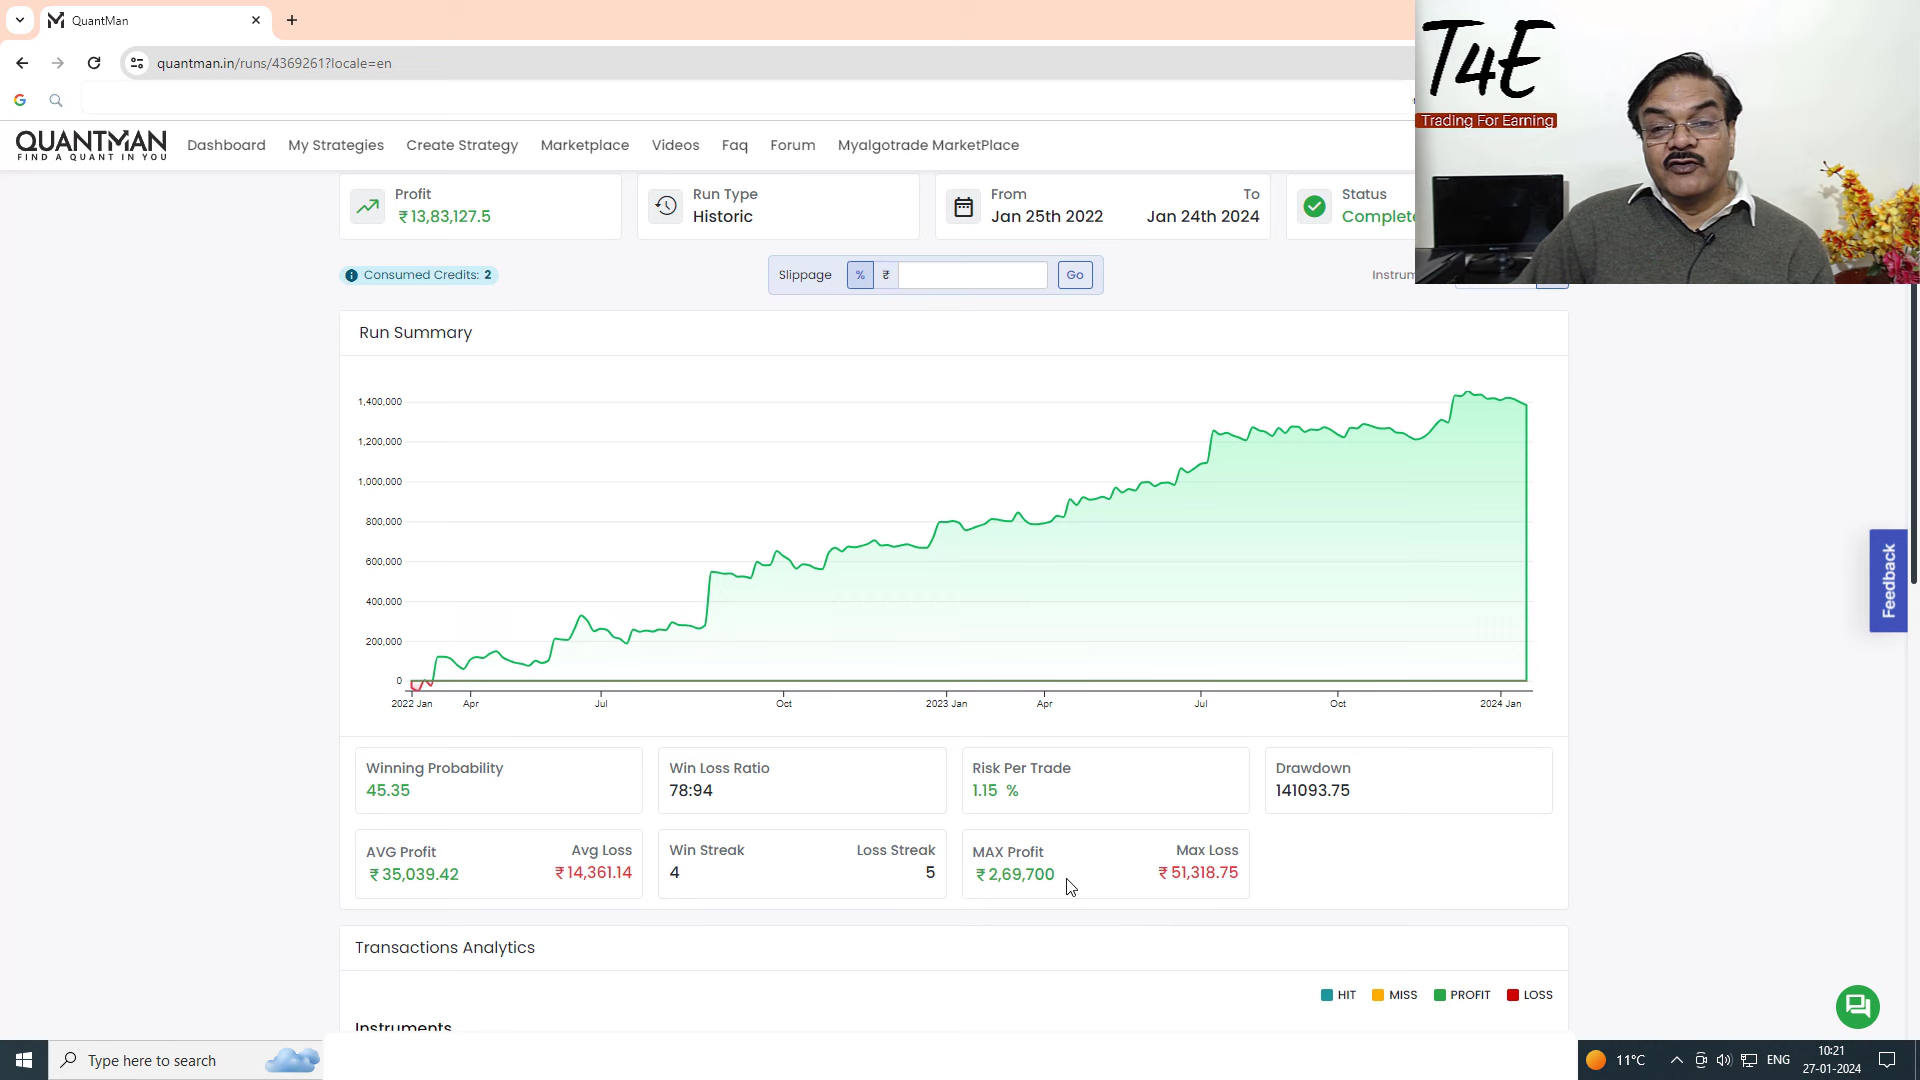 QuantMan
quantman.in/runs/4369261?locale=en
T4E
Trading For Earning
QUANTMAN
FIND A QUANT IN YOU
Dashboard My Strategies Create Strategy Marketplace Videos Faq Forum Myalgotrade MarketPlace
Profit
₹ 13,83,127.5
Run Type
Historic
From To
Jan 25th 2022 Jan 24th 2024
Status
Complete
Consumed Credits: 2
Slippage % ₹ Go
Instrum
Run Summary
1,400,000
1,200,000
1,000,000
800,000
600,000
400,000
200,000
0
2022 Jan Apr Jul Oct 2023 Jan Apr Jul Oct 2024 Jan
Feedback
Winning Probability
45.35
Win Loss Ratio
78:94
Risk Per Trade
1.15 %
Drawdown
141093.75
AVG Profit Avg Loss
₹ 35,039.42 ₹ 14,361.14
Win Streak Loss Streak
4 5
MAX Profit Max Loss
₹ 2,69,700 ₹ 51,318.75
Transactions Analytics
HIT MISS PROFIT LOSS
Instruments
Type here to search
11°C
ENG
10:21
27-01-2024